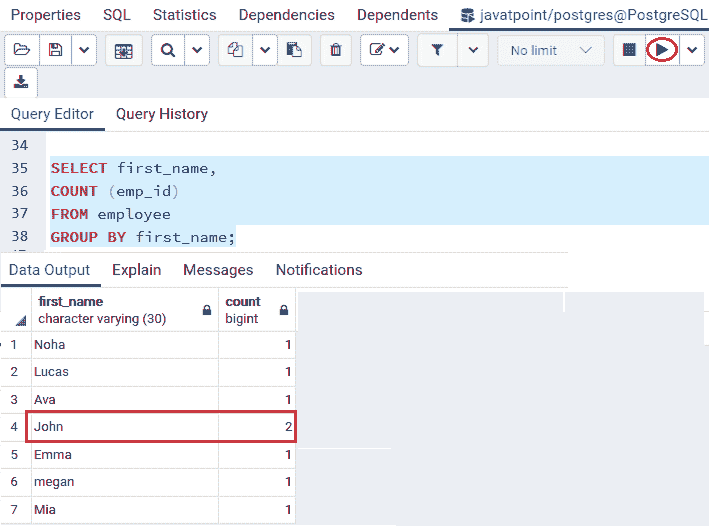 Properties SQL Statistics Dependencies Dependents javatpoint/postgres@PostgreSQL
No limit
Query Editor Query History
34
35 SELECT first_name,
36 COUNT (emp_id)
37 FROM employee
38 GROUP BY first_name;
Data Output Explain Messages Notifications
first_name count
character varying (30) bigint
1 Noha 1
2 Lucas 1
3 Ava 1
4 John 2
5 Emma 1
6 megan 1
7 Mia 1